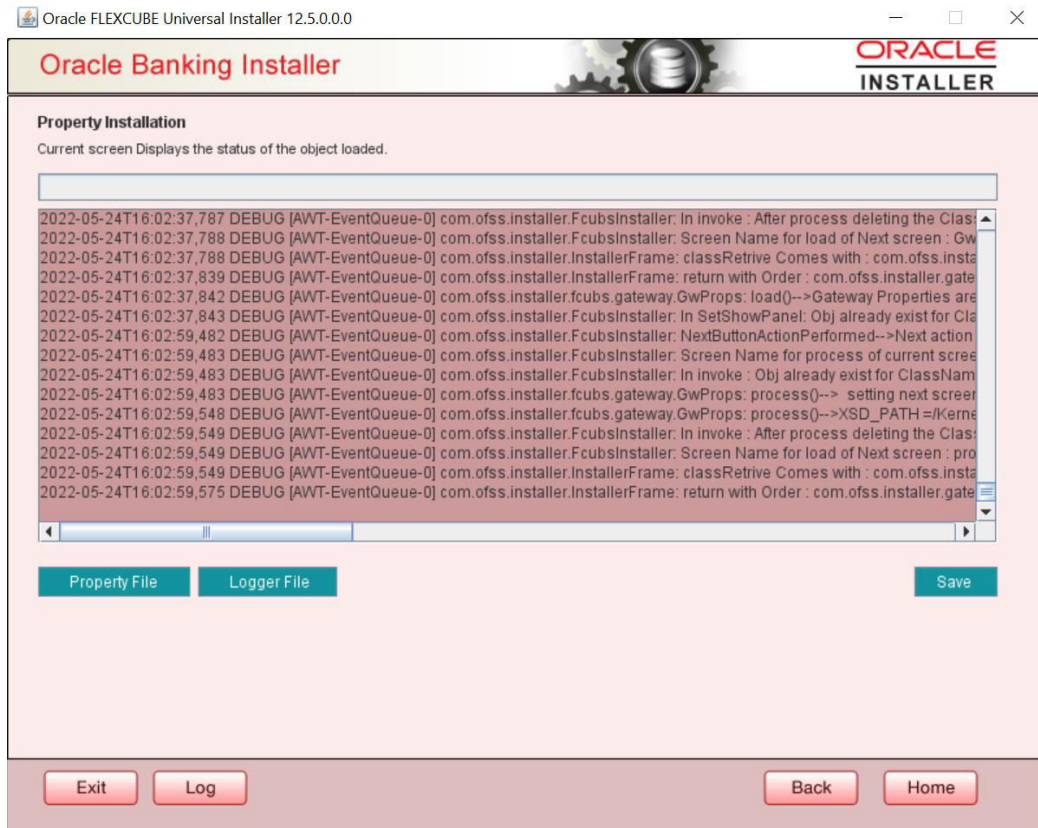 Oracle FLEXCUBE Universal Installer 12.5.0.0.0
Oracle Banking Installer
ORACLE
INSTALLER
Property Installation
Current screen Displays the status of the object loaded.
2022-05-24T16:02:37,787 DEBUG [AWT-EventQueue-0] com.ofss.installer.FcubsInstaller: In invoke : After process deleting the Clas
2022-05-24T16:02:37,788 DEBUG [AWT-EventQueue-0] com.ofss.installer.FcubsInstaller: Screen Name for load of Next screen : Gw
2022-05-24T16:02:37,788 DEBUG [AWT-EventQueue-0] com.ofss.installer.InstallerFrame: classRetrive Comes with : com.ofss.insta
2022-05-24T16:02:37,839 DEBUG [AWT-EventQueue-0] com.ofss.installer.InstallerFrame: return with Order : com.ofss.installer.gate
2022-05-24T16:02:37,842 DEBUG [AWT-EventQueue-0] com.ofss.installer.fcubs.gateway.GwProps: load()-->Gateway Properties are
2022-05-24T16:02:37,843 DEBUG [AWT-EventQueue-0] com.ofss.installer.FcubsInstaller: In SetShowPanel: Obj already exist for Cla
2022-05-24T16:02:59,482 DEBUG [AWT-EventQueue-0] com.ofss.installer.FcubsInstaller: NextButtonActionPerformed-->Next action
2022-05-24T16:02:59,483 DEBUG [AWT-EventQueue-0] com.ofss.installer.FcubsInstaller: Screen Name for process of current scree
2022-05-24T16:02:59,483 DEBUG [AWT-EventQueue-0] com.ofss.installer.FcubsInstaller: In invoke : Obj already exist for ClassNam
2022-05-24T16:02:59,483 DEBUG [AWT-EventQueue-0] com.ofss.installer.fcubs.gateway.GwProps: process()--> setting next screen
2022-05-24T16:02:59,548 DEBUG [AWT-EventQueue-0] com.ofss.installer.fcubs.gateway.GwProps: process()-->XSD_PATH =/Kerne
2022-05-24T16:02:59,549 DEBUG [AWT-EventQueue-0] com.ofss.installer.FcubsInstaller: In invoke : After process deleting the Clas
2022-05-24T16:02:59,549 DEBUG [AWT-EventQueue-0] com.ofss.installer.FcubsInstaller: Screen Name for load of Next screen : pro
2022-05-24T16:02:59,549 DEBUG [AWT-EventQueue-0] com.ofss.installer.InstallerFrame: classRetrive Comes with : com.ofss.insta
2022-05-24T16:02:59,575 DEBUG [AWT-EventQueue-0] com.ofss.installer.InstallerFrame: return with Order : com.ofss.installer.gate
Property File Logger File Save
Exit Log Back Home